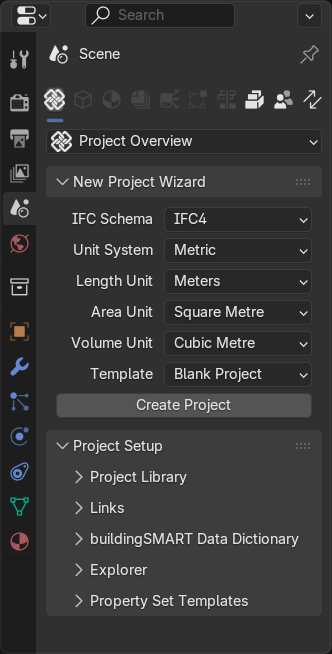 Search
Scene
Project Overview
New Project Wizard
IFC Schema IFC4
Unit System Metric
Length Unit Meters
Area Unit Square Metre
Volume Unit Cubic Metre
Template Blank Project
Create Project
Project Setup
Project Library
Links
buildingSMART Data Dictionary
Explorer
Property Set Templates